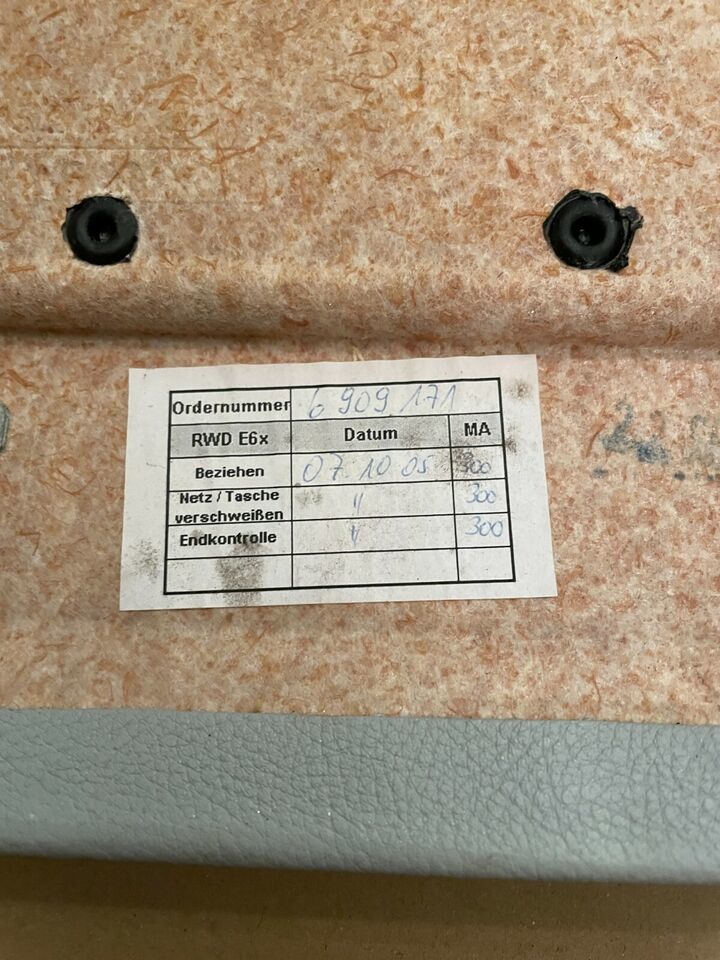 Ordernummer 6 909 171
RWD E6x Datum MA
Beziehen 07 10 05 300
Netz / Tasche verschweißen 〃 300
Endkontrolle 〃 300